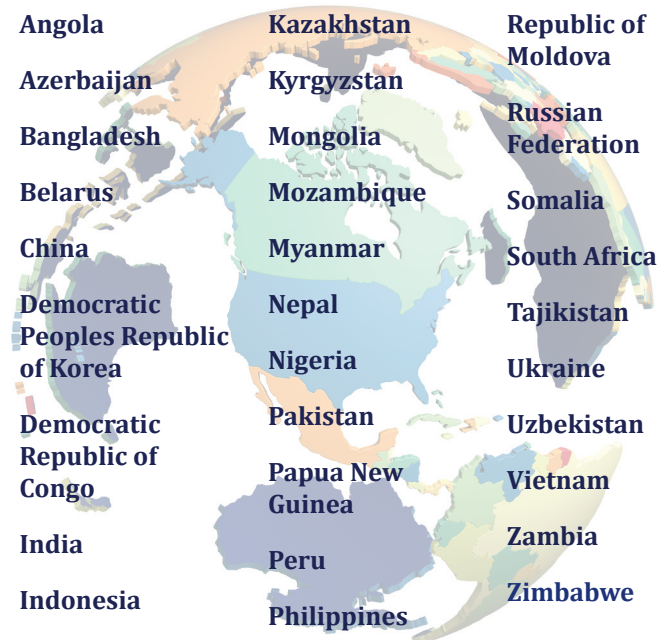 Angola
Azerbaijan
Bangladesh
Belarus
China
Democratic
Peoples Republic
of Korea
Democratic
Republic of
Congo
India
Indonesia
Kazakhstan
Kyrgyzstan
Mongolia
Mozambique
Myanmar
Nepal
Nigeria
Pakistan
Papua New
Guinea
Peru
Philippines
Republic of
Moldova
Russian
Federation
Somalia
South Africa
Tajikistan
Ukraine
Uzbekistan
Vietnam
Zambia
Zimbabwe